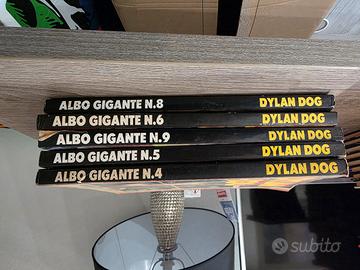 ALBO GIGANTE N.8 DYLAN DOG
ALBO GIGANTE N.6 DYLAN DOG
ALBO GIGANTE N.9 DYLAN DOG
ALBO GIGANTE N.5 DYLAN DOG
ALBO GIGANTE N.4 DYLAN DOG
subito